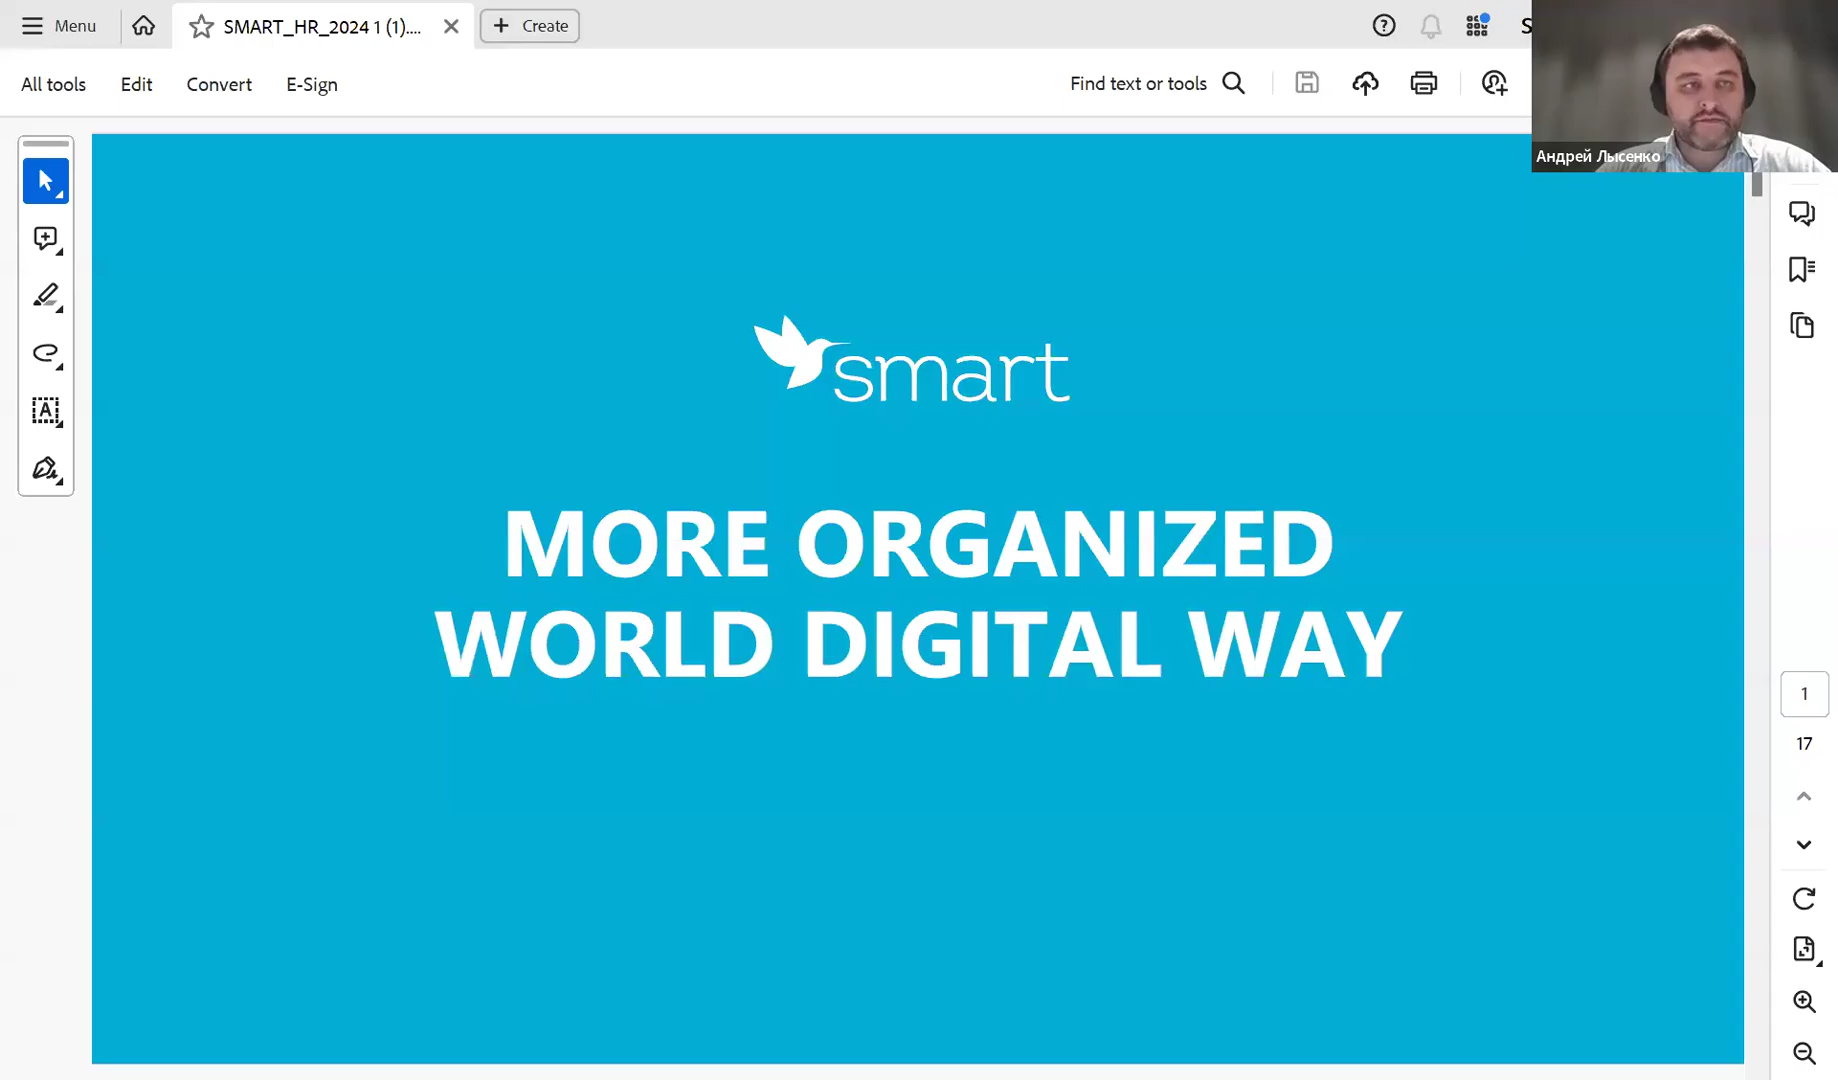 Menu
SMART_HR_2024 1 (1)....
Create
S
All tools
Edit
Convert
E-Sign
Find text or tools
Андрей Лысенко
smart
MORE ORGANIZED
WORLD DIGITAL WAY
1
17